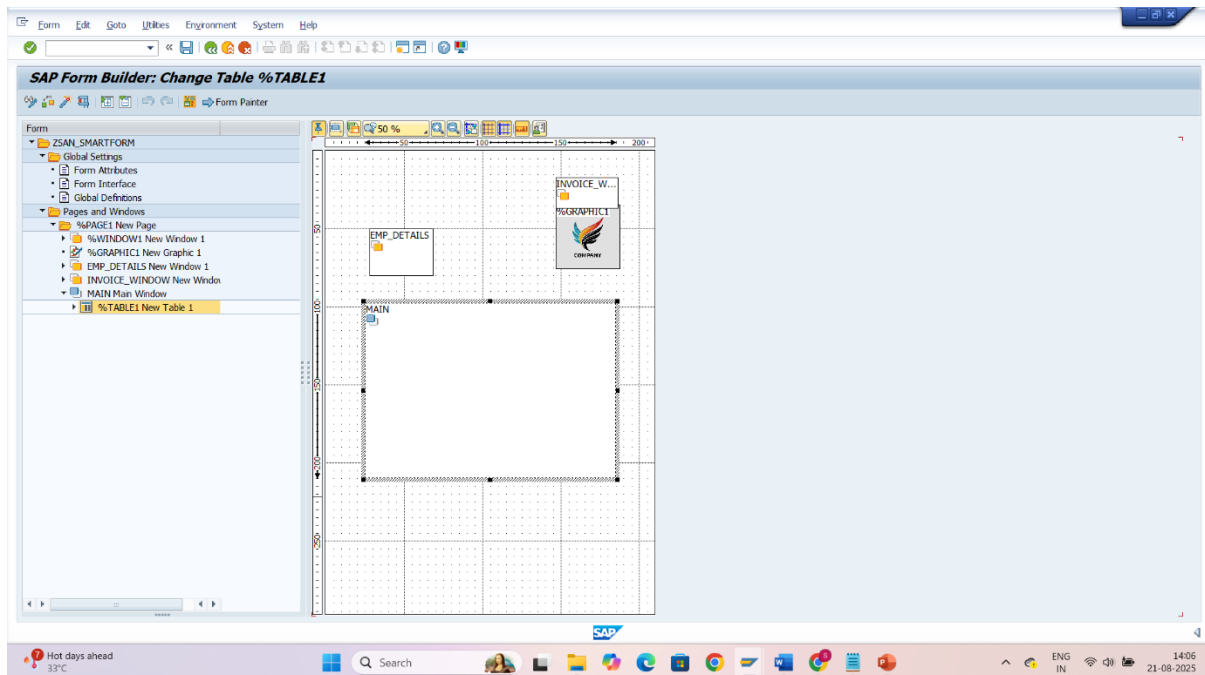 Form Edit Goto Utilities Environment System Help
SAP Form Builder: Change Table %TABLE1
Form Painter
Form
50 %
ZSAN_SMARTFORM
Global Settings
Form Attributes
Form Interface
Global Definitions
Pages and Windows
%PAGE1 New Page
%WINDOW1 New Window 1
%GRAPHIC1 New Graphic 1
EMP_DETAILS New Window 1
INVOICE_WINDOW New Window
MAIN Main Window
%TABLE1 New Table 1
50 100 150 200
INVOICE_W...
%GRAPHIC1
COMPANY
50
EMP_DETAILS
100
MAIN
150
200
250
SAP
7
Hot days ahead
33°C
Search
ENG
IN
14:06
21-08-2025